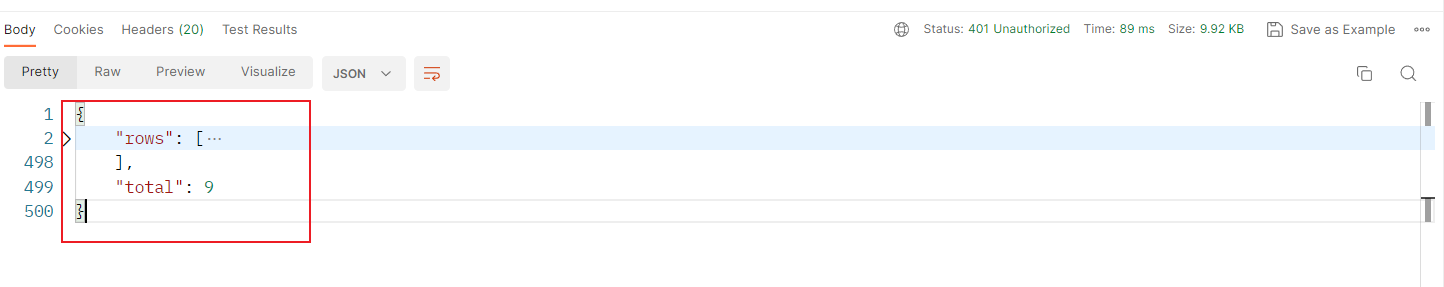 Body Cookies Headers (20) Test Results Status: 401 Unauthorized Time: 89 ms Size: 9.92 KB Save as Example
Pretty Raw Preview Visualize JSON
1 {
2 "rows": [
498 ],
499 "total": 9
500 }